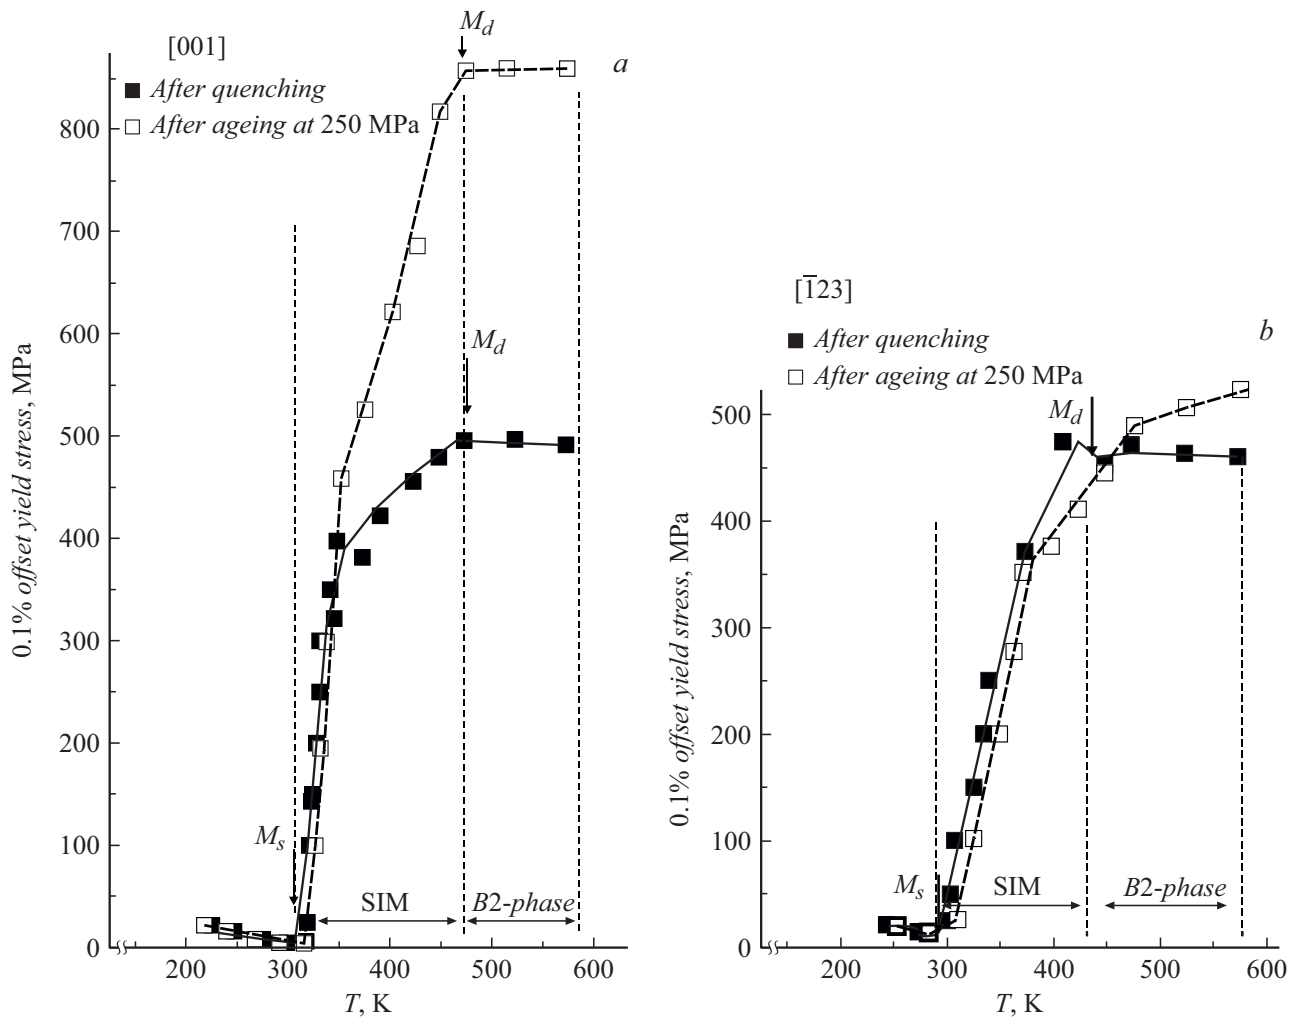 M_d
[001]
a
After quenching
After ageing at 250 MPa
800
700
600
500
400
300
200
100
0
0.1% offset yield stress, MPa
M_d
M_s
SIM
B2-phase
200 300 400 500 600
T, K
[1̅23]
b
After quenching
After ageing at 250 MPa
M_d
500
400
300
200
100
0
0.1% offset yield stress, MPa
M_s
SIM
B2-phase
200 300 400 500 600
T, K